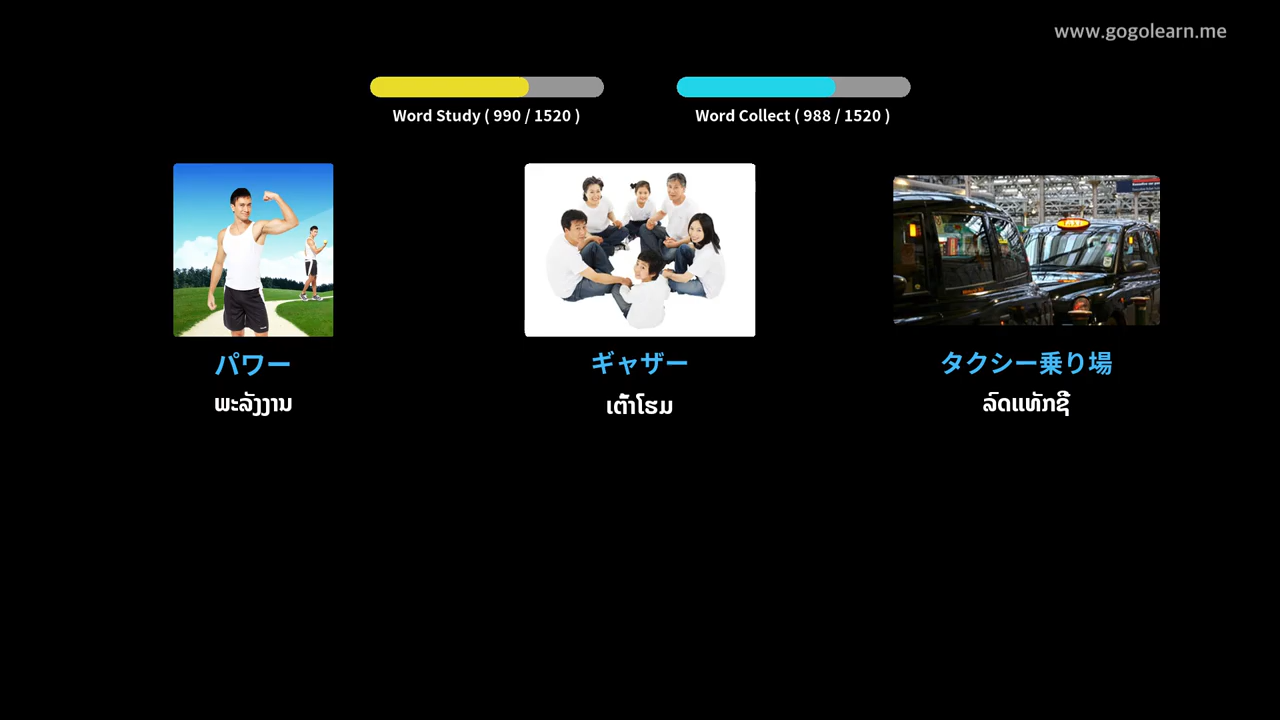 www.gogolearn.me
Word Study ( 990 / 1520 )
Word Collect ( 988 / 1520 )
パワー
ギャザー
タクシー乗り場
ພະລັງງານ
ເຕົ້າໂຮມ
ລົດແທັກຊີ